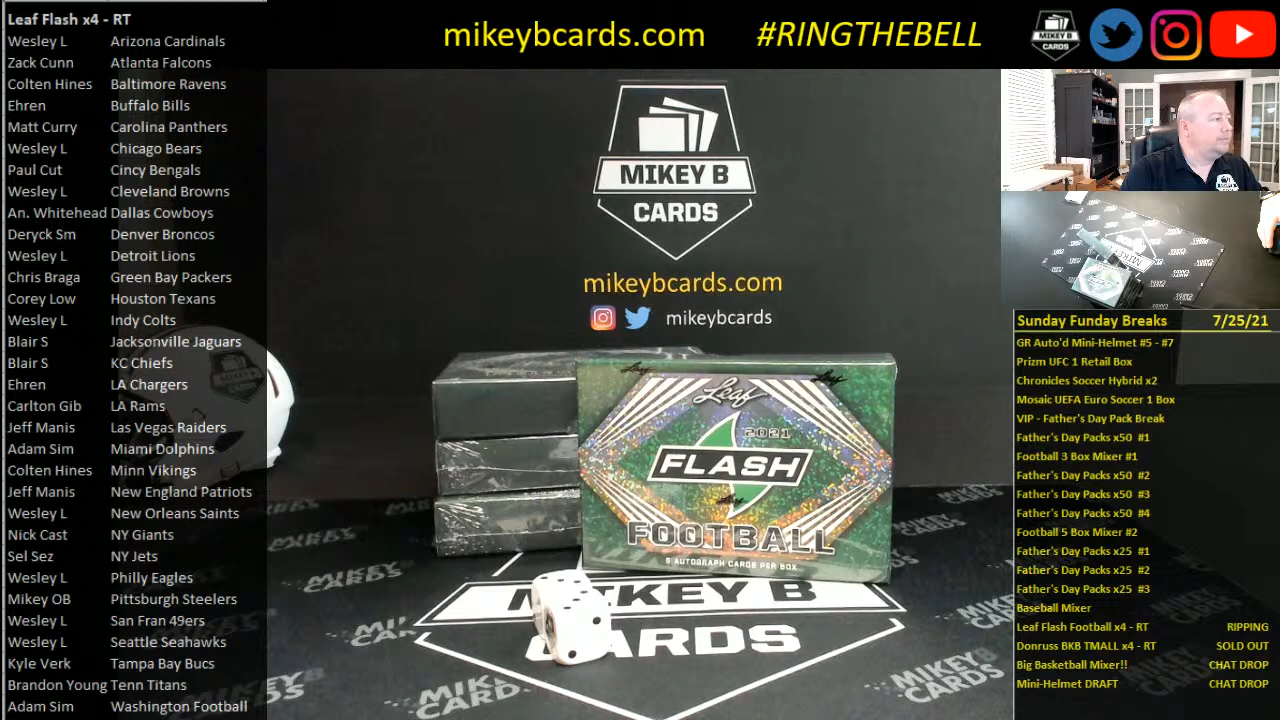 Leaf Flash x4 - RT
Wesley L Arizona Cardinals
Zack Cunn Atlanta Falcons
Colten Hines Baltimore Ravens
Ehren Buffalo Bills
Matt Curry Carolina Panthers
Wesley L Chicago Bears
Paul Cut Cincy Bengals
Wesley L Cleveland Browns
An. Whitehead Dallas Cowboys
Deryck Sm Denver Broncos
Wesley L Detroit Lions
Chris Braga Green Bay Packers
Corey Low Houston Texans
Wesley L Indy Colts
Blair S Jacksonville Jaguars
Blair S KC Chiefs
Ehren LA Chargers
Carlton Gib LA Rams
Jeff Manis Las Vegas Raiders
Adam Sim Miami Dolphins
Colten Hines Minn Vikings
Jeff Manis New England Patriots
Wesley L New Orleans Saints
Nick Cast NY Giants
Sel Sez NY Jets
Wesley L Philly Eagles
Mikey OB Pittsburgh Steelers
Wesley L San Fran 49ers
Wesley L Seattle Seahawks
Kyle Verk Tampa Bay Bucs
Brandon Young Tenn Titans
Adam Sim Washington Football
mikeybcards.com #RINGTHEBELL
MIKEY B
CARDS
MIKEY B
CARDS
mikeybcards.com
mikeybcards
Leaf
2021
FLASH
FOOTBALL
5 AUTOGRAPH CARDS PER BOX
MIKEY B
CARDS
Sunday Funday Breaks 7/25/21
GR Auto'd Mini-Helmet #5 - #7
Prizm UFC 1 Retail Box
Chronicles Soccer Hybrid x2
Mosaic UEFA Euro Soccer 1 Box
VIP - Father's Day Pack Break
Father's Day Packs x50 #1
Football 3 Box Mixer #1
Father's Day Packs x50 #2
Father's Day Packs x50 #3
Father's Day Packs x50 #4
Football 5 Box Mixer #2
Father's Day Packs x25 #1
Father's Day Packs x25 #2
Father's Day Packs x25 #3
Baseball Mixer
Leaf Flash Football x4 - RT RIPPING
Donruss BKB TMALL x4 - RT SOLD OUT
Big Basketball Mixer!! CHAT DROP
Mini-Helmet DRAFT CHAT DROP